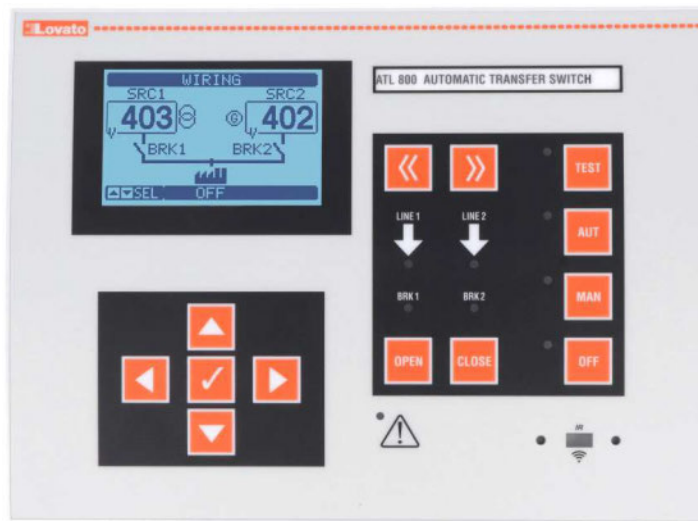 Lovato
WIRING
SRC1 SRC2
V 403 G V 402
BRK1 BRK2
SEL OFF
ATL 800 AUTOMATIC TRANSFER SWITCH
TEST
LINE 1 LINE 2
AUT
BRK 1 BRK 2
MAN
OPEN CLOSE OFF
IR